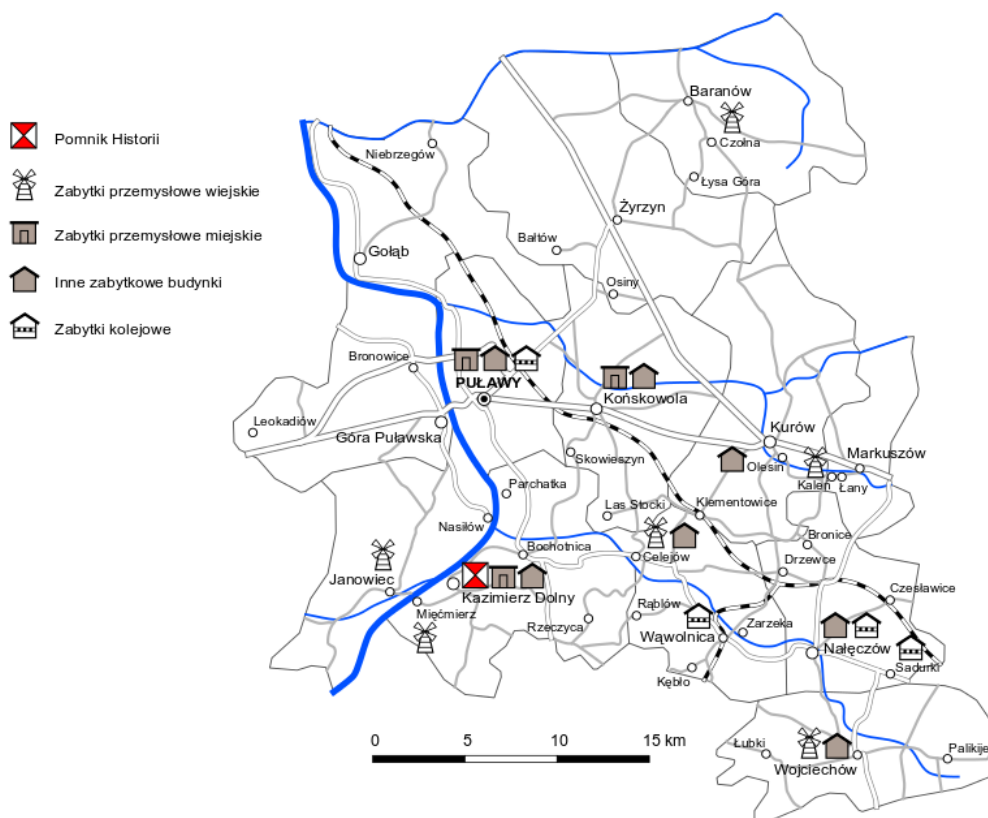 Pomnik Historii
Zabytki przemysłowe wiejskie
Zabytki przemysłowe miejskie
Inne zabytkowe budynki
Zabytki kolejowe
Baranów
Czołna
Niebrzegów
Łysa Góra
Żyrzyn
Bałtów
Gołąb
Osiny
Bronowice
PUŁAWY
Końskowola
Leokadiów
Góra Puławska
Kurów
Skowieszyn
Olesin
Markuszów
Kaleń
Łany
Parchatka
Las Stocki
Klementowice
Nasiłów
Bronice
Bochotnica
Celejów
Drzewce
Janowiec
Kazimierz Dolny
Czesławice
Mięćmierz
Rąblów
Rzeczyca
Zarzeka
Wąwolnica
Nałęczów
Sadurki
Kębło
Łubki
Palikije
Wojciechów
0 5 10 15 km